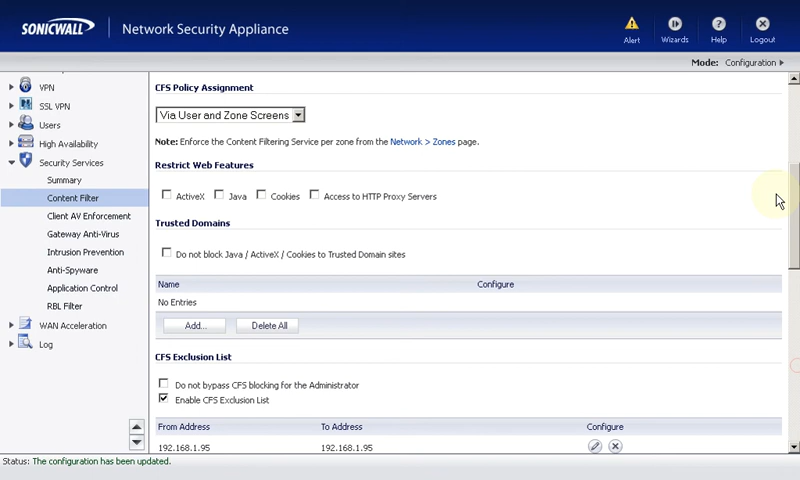 SONICWALL
Network Security Appliance
Alert
Wizards
Help
Logout
Mode: Configuration
VPN
SSL VPN
Users
High Availability
Security Services
Summary
Content Filter
Client AV Enforcement
Gateway Anti-Virus
Intrusion Prevention
Anti-Spyware
Application Control
RBL Filter
WAN Acceleration
Log
CFS Policy Assignment
Via User and Zone Screens
Note: Enforce the Content Filtering Service per zone from the Network > Zones page.
Restrict Web Features
ActiveX Java Cookies Access to HTTP Proxy Servers
Trusted Domains
Do not block Java / ActiveX / Cookies to Trusted Domain sites
Name Configure
No Entries
Add... Delete All
CFS Exclusion List
Do not bypass CFS blocking for the Administrator
Enable CFS Exclusion List
From Address To Address Configure
192.168.1.95 192.168.1.95
Status: The configuration has been updated.